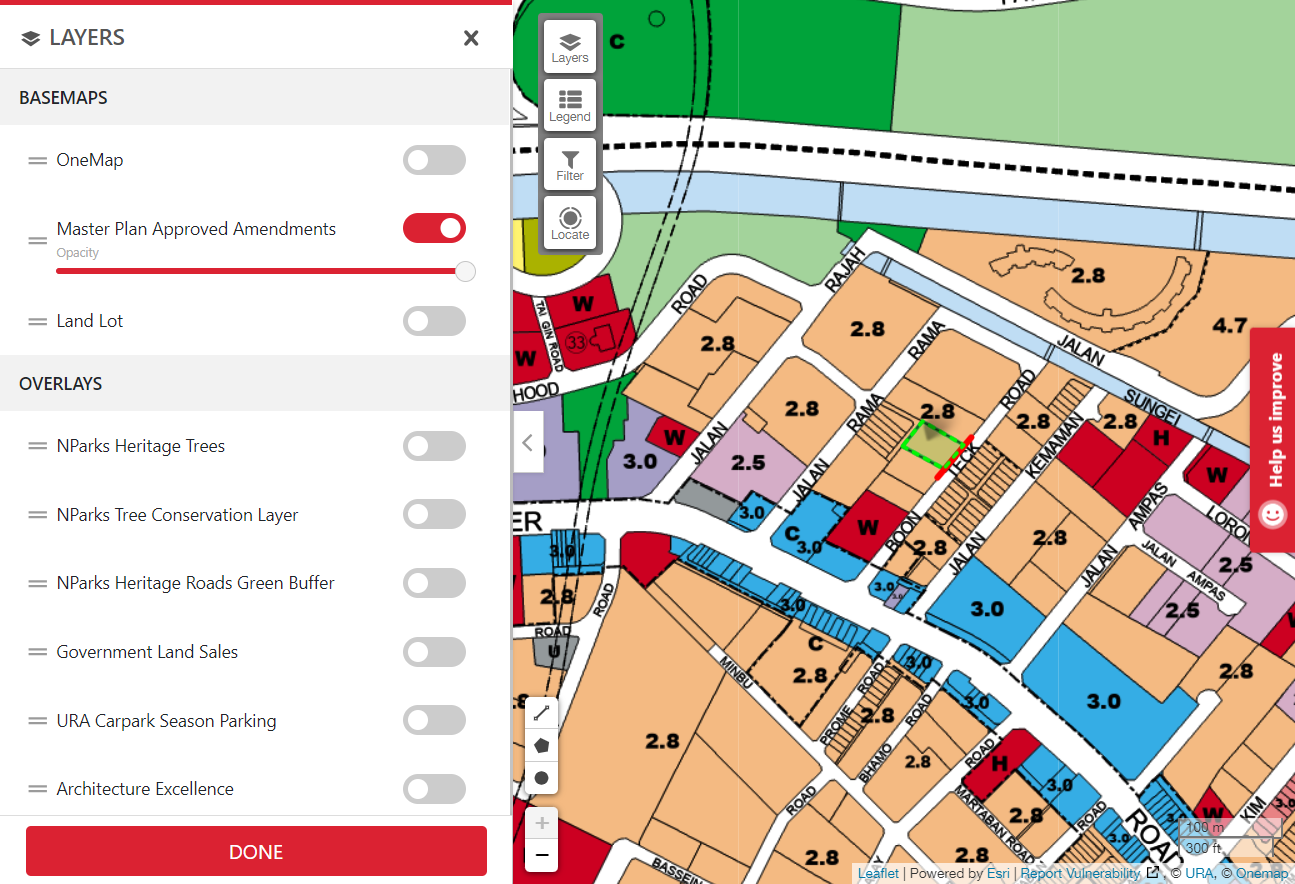 LAYERS
BASEMAPS
OneMap
Master Plan Approved Amendments
Opacity
Land Lot
OVERLAYS
NParks Heritage Trees
NParks Tree Conservation Layer
NParks Heritage Roads Green Buffer
Government Land Sales
URA Carpark Season Parking
Architecture Excellence
DONE
Layers
Legend
Filter
Locate
C
2.8
4.7
RAJAH
JALAN
SUNGEI
W
TAI GIN ROAD
33
W
ROAD
2.8
2.8
RAMA
HOOD
ROAD
2.8
2.8
2.8
2.8
H
RAMA
KEMAMAN
W
3.0
W
JALAN
2.5
TECK
W
AMPAS
JALAN
3.0
C
3.0
W
BOON
2.8
JALAN
2.8
LORONG
JALAN AMPAS
2.5
2.5
JALAN
ER
3.0
2.8
ROAD
ROAD
U
3.0
3.0
3.0
3.0
C
2.8
MINBU
ROAD
3.0
2.8
3.0
3.0
2.8
PROME
ROAD
BHAMO
2.8
2.8
ROAD
H
3.0
MARTABAN ROAD
2.8
ROAD
3.0
ROAD
W
KIM
3.0
ROAD
2.8
2.8
BASSEIN
Help us improve
100 m
300 ft
Leaflet | Powered by Esri | Report Vulnerability , © URA, © Onemap